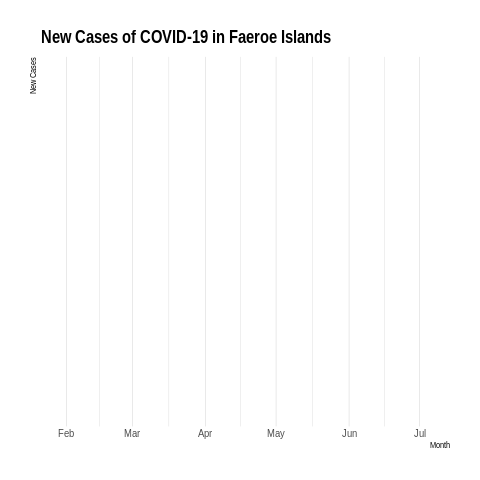 New Cases of COVID-19 in Faeroe Islands
New Cases
Feb Mar Apr May Jun Jul
Month